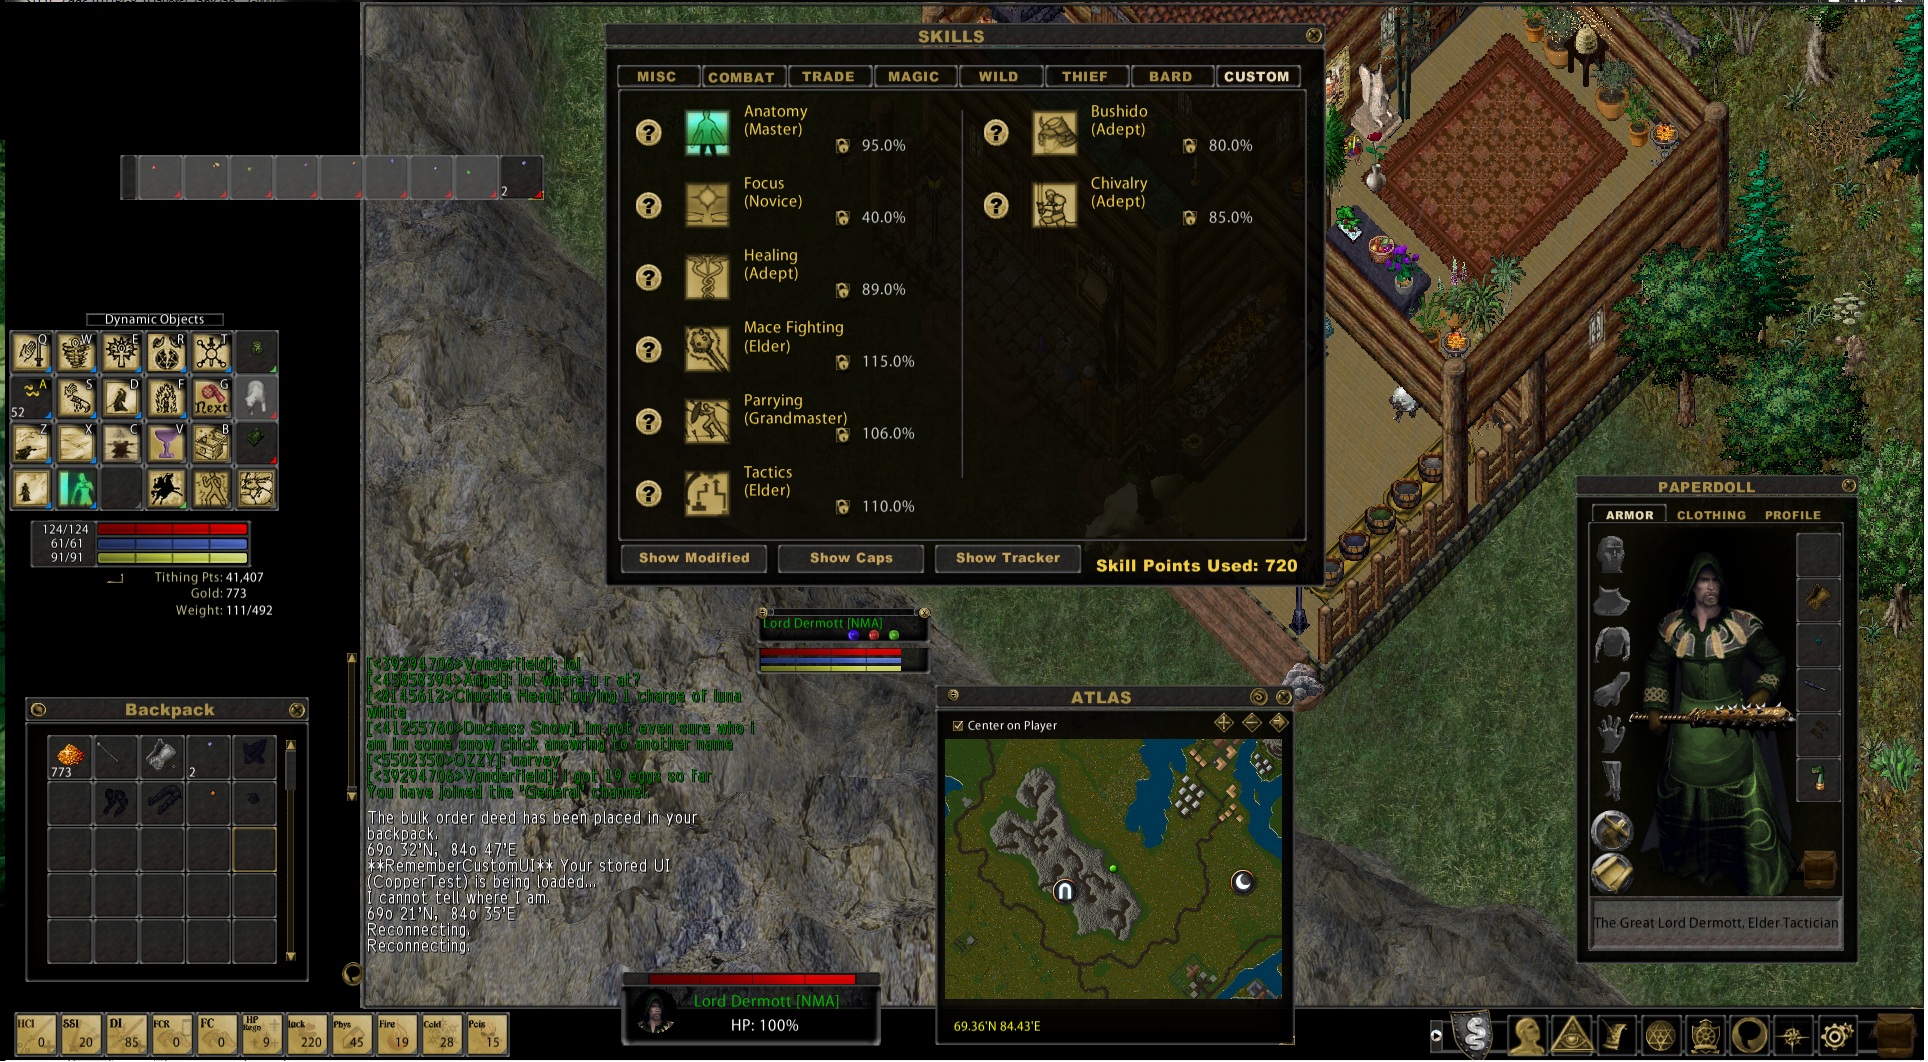 SKILLS
MISC COMBAT TRADE MAGIC WILD THIEF BARD CUSTOM
Anatomy
(Master)
95.0%
Focus
(Novice)
40.0%
Healing
(Adept)
89.0%
Mace Fighting
(Elder)
115.0%
Parrying
(Grandmaster)
106.0%
Tactics
(Elder)
110.0%
Bushido
(Adept)
80.0%
Chivalry
(Adept)
85.0%
Show Modified Show Caps Show Tracker Skill Points Used: 720
2
Dynamic Objects
Q W E R T
A S D F G
52 Next
Z X C V B
124/124
61/61
91/91
Tithing Pts: 41,407
Gold: 773
Weight: 111/492
Lord Dermott [NMA]
[<39294706>Vanderfield]: lol
[<45858394>Angel]: lol where u r at?
[<8145612>Chuckle Head]: buying 1 charge of luna
white
[<41255760>Duchess Snow]: im not even sure who i
am im some snow chick answring to another name
[<5502350>OZZY]: harvey
[<39294706>Vanderfield]: i got 19 eggs so far
You have joined the "General" channel.
The bulk order deed has been placed in your
backpack.
69o 32'N, 84o 47'E
**RememberCustomUI** Your stored UI
(CopperTest) is being loaded...
I cannot tell where I am.
69o 21'N, 84o 35'E
Reconnecting.
Reconnecting.
Backpack
773 2
ATLAS
Center on Player
69.36'N 84.43'E
PAPERDOLL
ARMOR CLOTHING PROFILE
The Great Lord Dermott, Elder Tactician
Lord Dermott [NMA]
HP: 100%
HCI SSI DI FCR FC HP Regn Luck Phys Fire Cold Pois
0 20 85 0 0 9 220 45 19 28 15